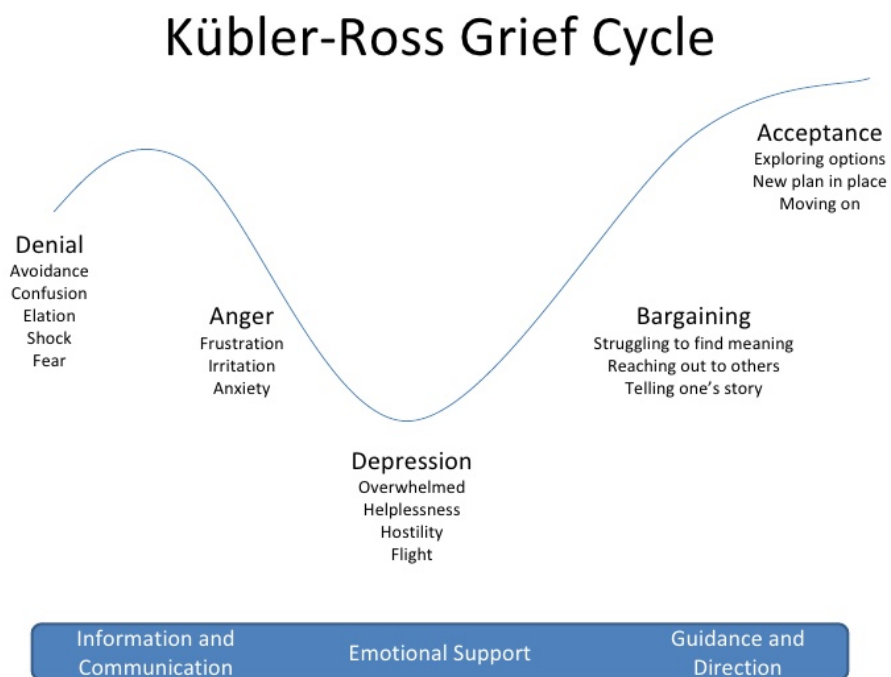 Kübler-Ross Grief Cycle
Denial
Avoidance
Confusion
Elation
Shock
Fear
Anger
Frustration
Irritation
Anxiety
Depression
Overwhelmed
Helplessness
Hostility
Flight
Bargaining
Struggling to find meaning
Reaching out to others
Telling one’s story
Acceptance
Exploring options
New plan in place
Moving on
Information and
Communication
Emotional Support
Guidance and
Direction